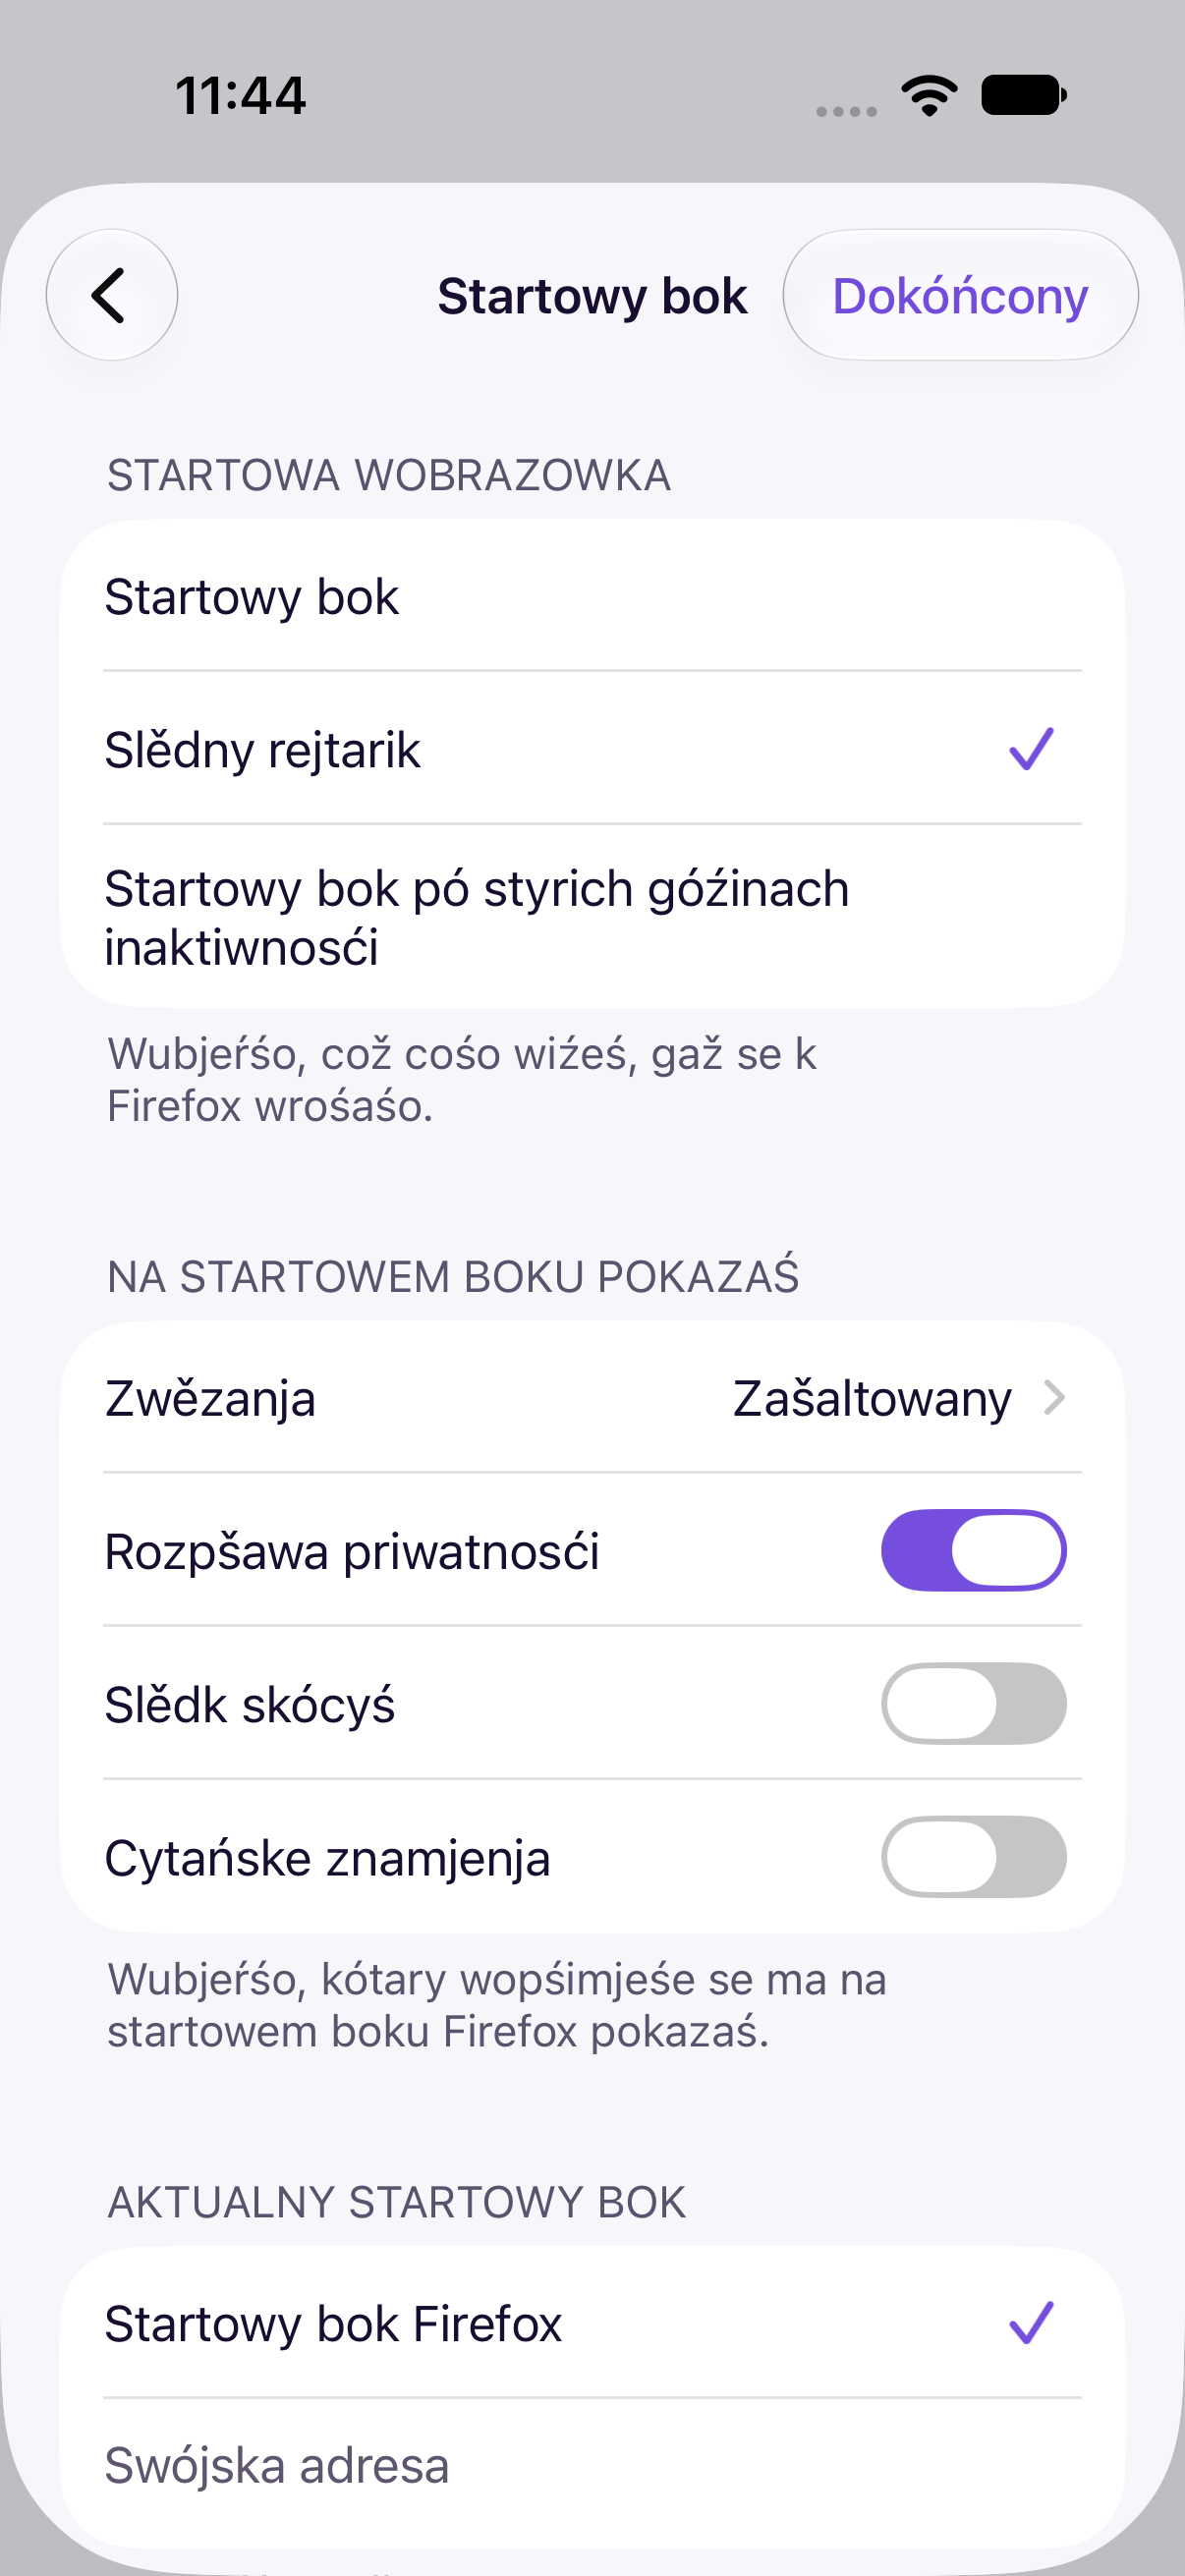 11:44
Startowy bok
Dokóńcony
STARTOWA WOBRAZOWKA
Startowy bok
Slědny rejtarik
Startowy bok pó styrich góźinach
inaktiwnosći
Wubjeŕśo, což cośo wiźeś, gaž se k
Firefox wrośaśo.
NA STARTOWEM BOKU POKAZAŚ
Zwězanja
Zašaltowany
Rozpšawa priwatnosći
Slědk skócyś
Cytańske znamjenja
Wubjeŕśo, kótary wopśimjeśe se ma na
startowem boku Firefox pokazaś.
AKTUALNY STARTOWY BOK
Startowy bok Firefox
Swójska adresa